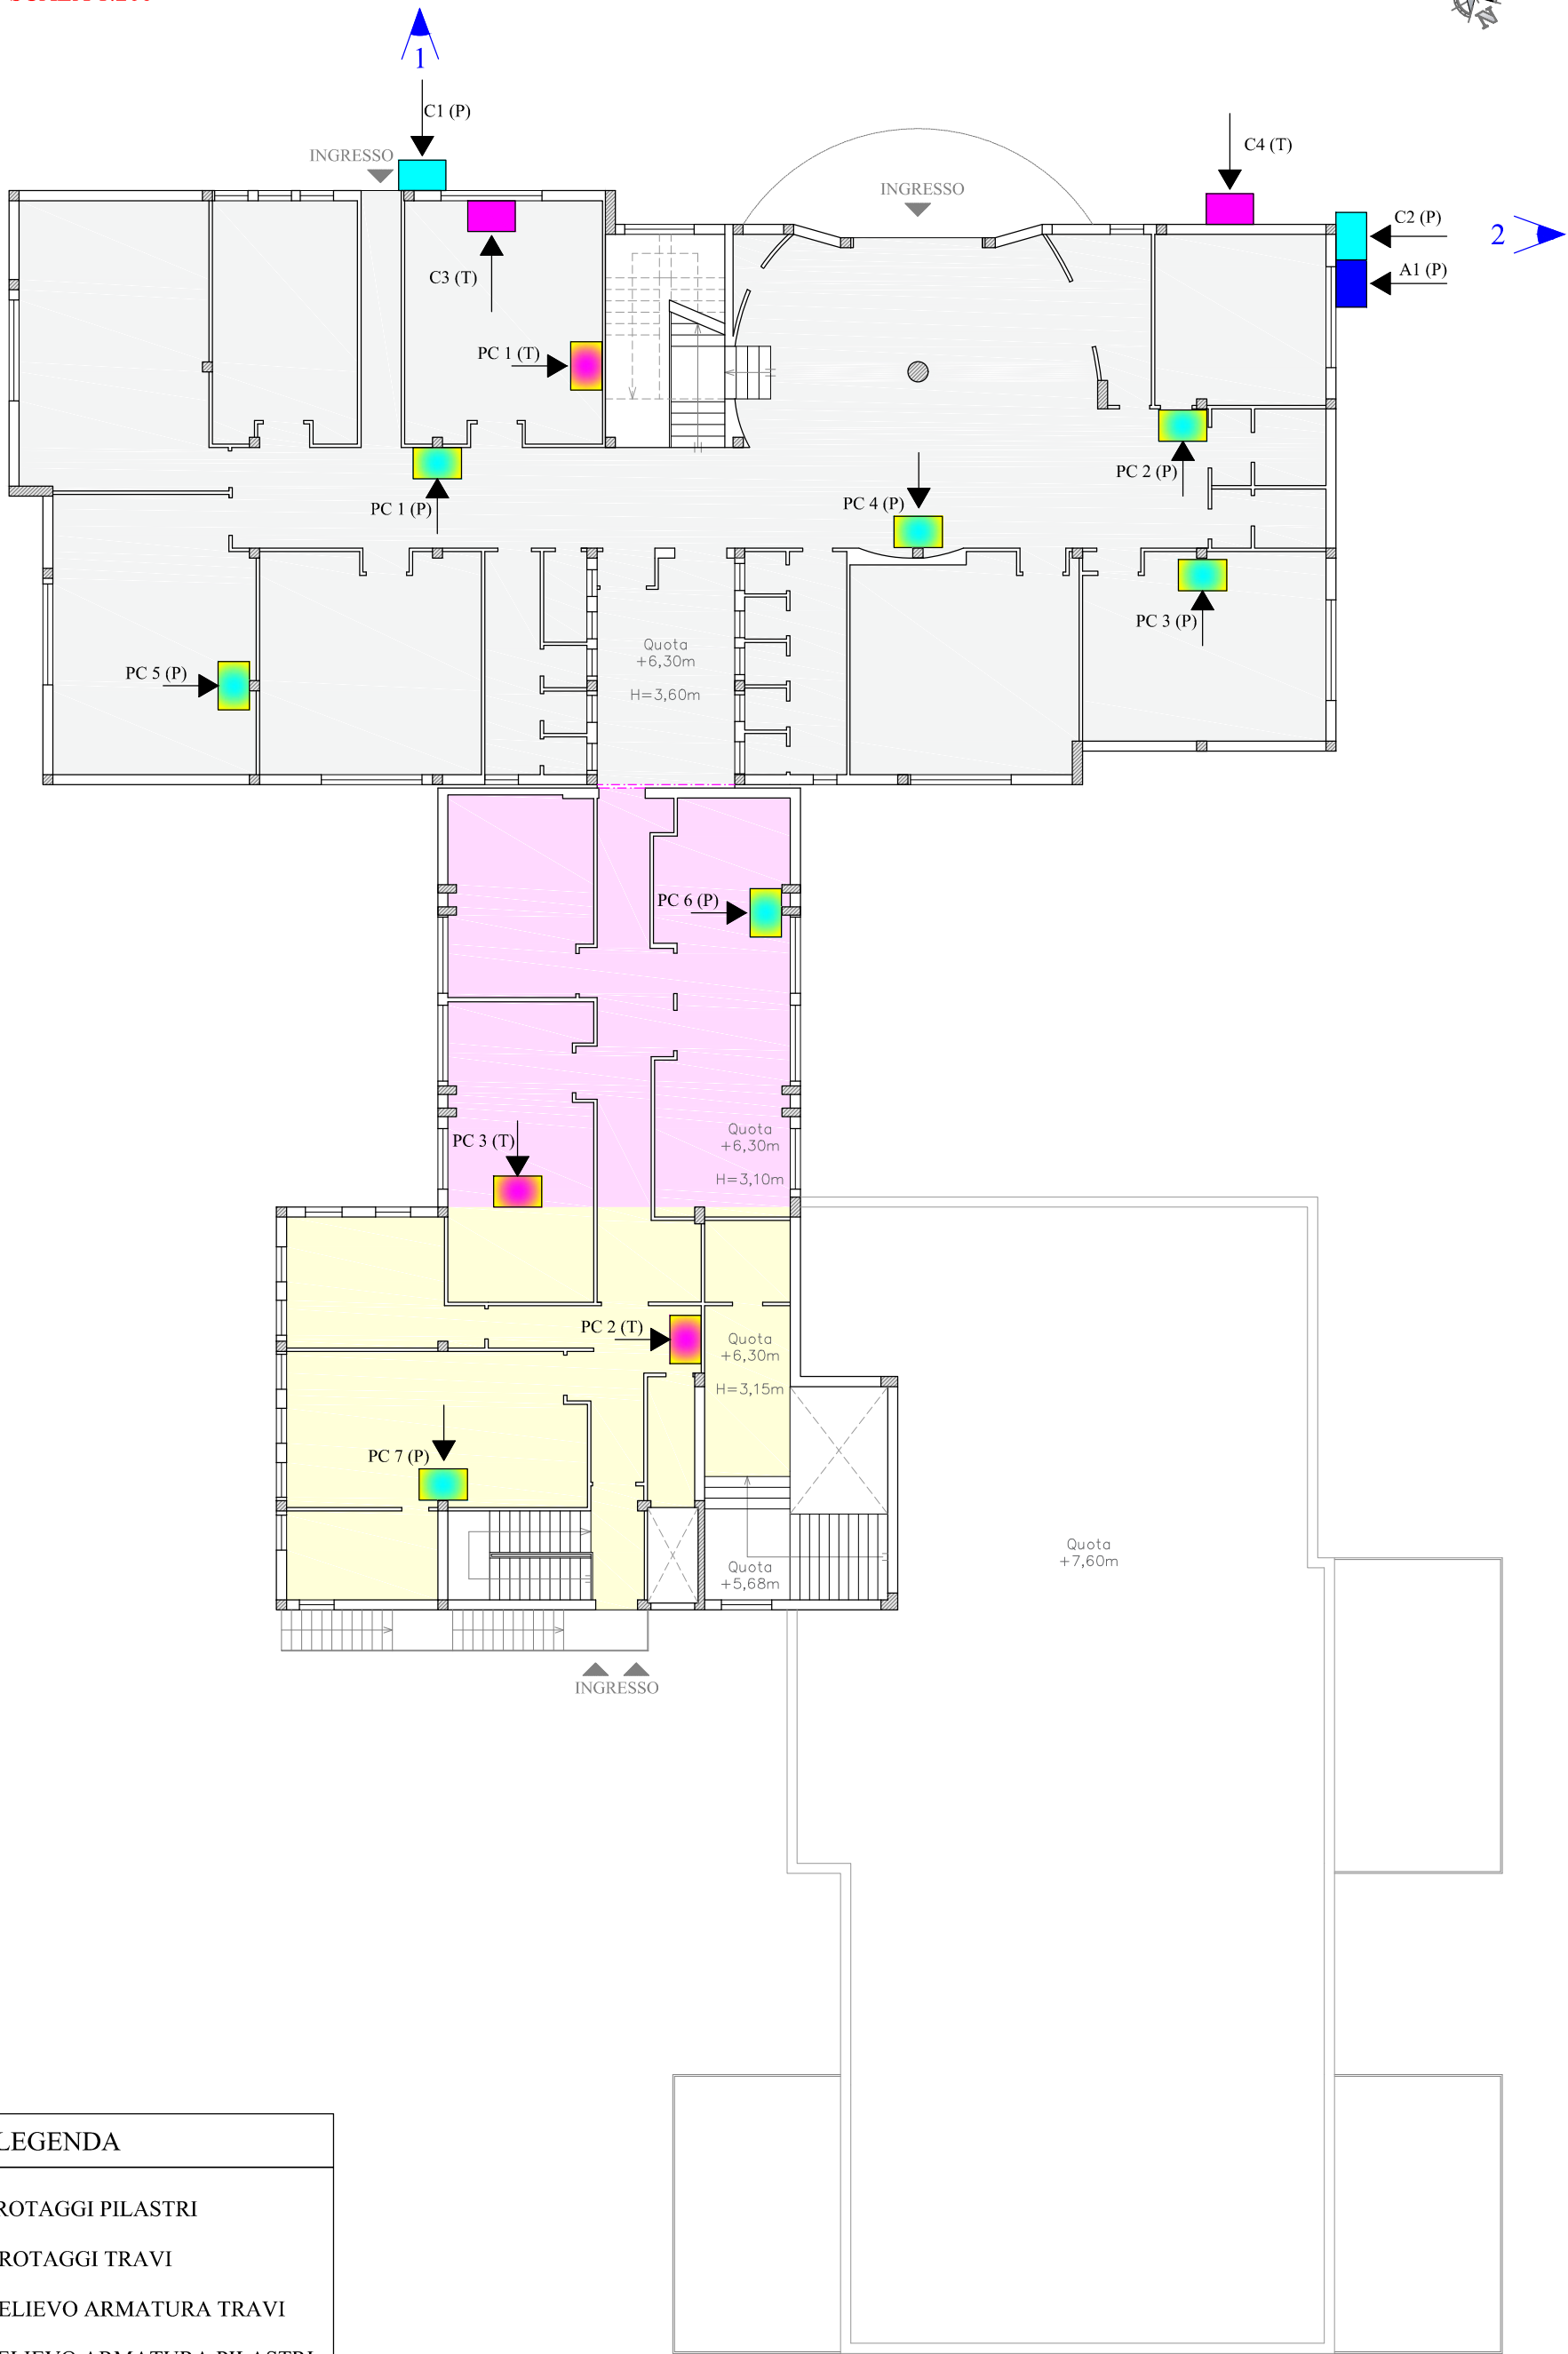 1
C1 (P)
INGRESSO
C4 (T)
INGRESSO
C2 (P)
2
A1 (P)
C3 (T)
PC 1 (T)
PC 2 (P)
PC 1 (P)
PC 4 (P)
PC 3 (P)
Quota
+6,30m
H=3,60m
PC 5 (P)
PC 6 (P)
Quota
+6,30m
H=3,10m
PC 3 (T)
PC 2 (T)
Quota
+6,30m
H=3,15m
PC 7 (P)
Quota
+7,60m
Quota
+5,68m
INGRESSO
LEGENDA
ROTAGGI PILASTRI
ROTAGGI TRAVI
ELIEVO ARMATURA TRAVI
ELIEVO ARMATURA PILASTRI
N